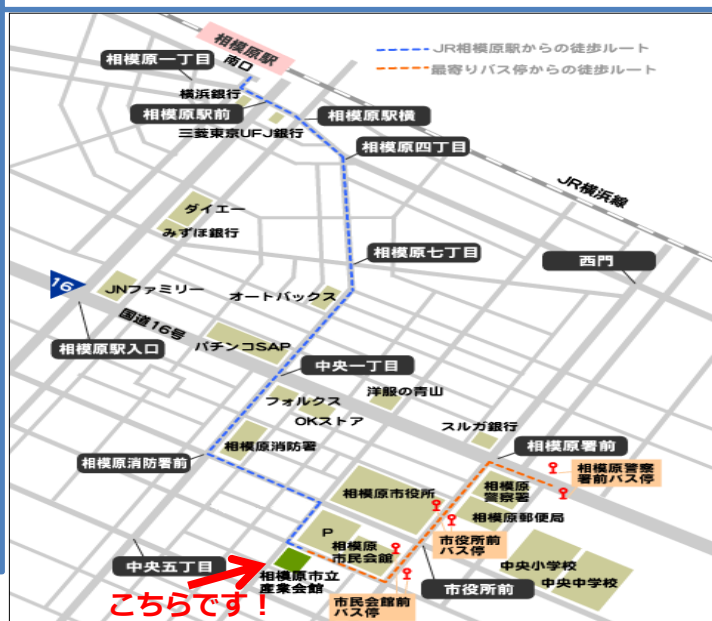 相模原駅
南口
相模原一丁目
横浜銀行
相模原駅前
三菱東京UFJ銀行
相模原駅横
相模原四丁目
JR相模原駅からの徒歩ルート
最寄りバス停からの徒歩ルート
JR横浜線
ダイエー
みずほ銀行
相模原七丁目
西門
16
JNファミリー
オートバックス
国道16号
相模原駅入口
パチンコSAP
中央一丁目
フォルクス
OKストア
洋服の青山
スルガ銀行
相模原消防署
相模原消防署前
相模原署前
相模原警察
署前バス停
相模原市役所
相模原
警察署
相模原郵便局
市役所前
バス停
P
相模原
市民会館
中央五丁目
相模原市立
産業会館
こちらです！
市民会館前
バス停
市役所前
中央小学校
中央中学校